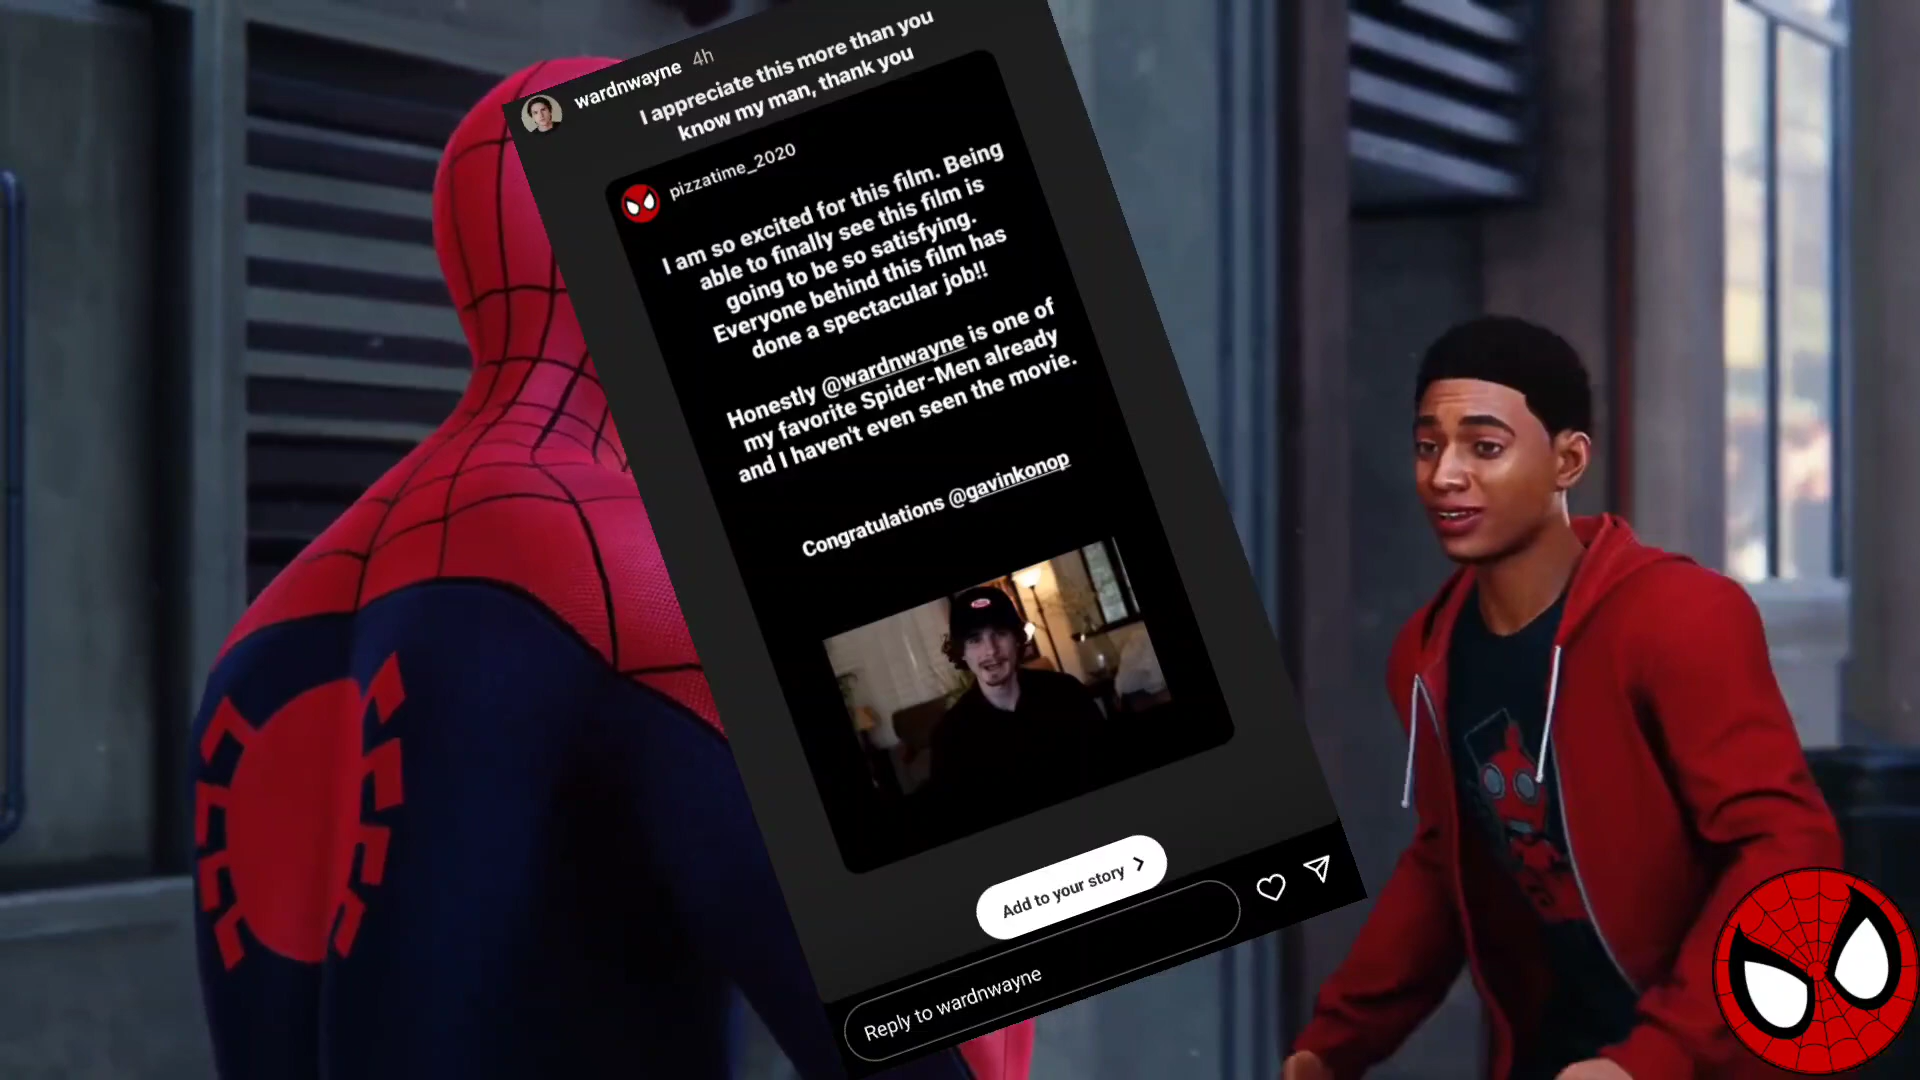 wardnwayne 4h
I appreciate this more than you
know my man, thank you
pizzatime_2020
I am so excited for this film. Being
able to finally see this film is
going to be so satisfying.
Everyone behind this film has
done a spectacular job!!
Honestly @wardnwayne is one of
my favorite Spider-Men already
and I haven't even seen the movie.
Congratulations @gavinkonop
Add to your story >
Reply to wardnwayne